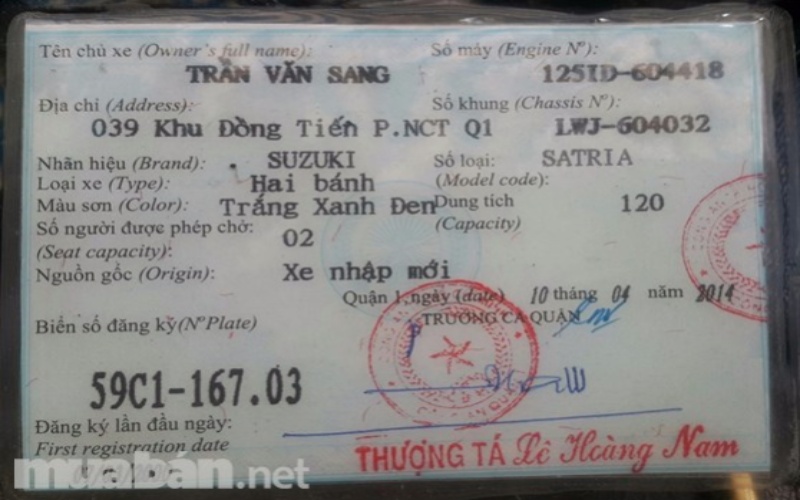 Tên chủ xe (Owner's full name): Số máy (Engine Nº):
TRẦN VĂN SANG 125ID-604418
Địa chỉ (Address): Số khung (Chassis Nº):
039 Khu Đồng Tiến P.NCT Q1 LWJ-604032
Nhãn hiệu (Brand): SUZUKI Số loại: SATRIA
Loại xe (Type): Hai bánh (Model code):
Màu sơn (Color): Trắng Xanh Đen Dung tích 120
Số người được phép chở: 02 (Capacity)
(Seat capacity):
Nguồn gốc (Origin): Xe nhập mới
Quận 1, ngày (date) 10 tháng 04 năm 2014
Biển số đăng ký (Nº Plate) TRƯỞNG CA QUẬN
59C1-167.03
Đăng ký lần đầu ngày:
First registration date
THƯỢNG TÁ Lê Hoàng Nam
muaban.net